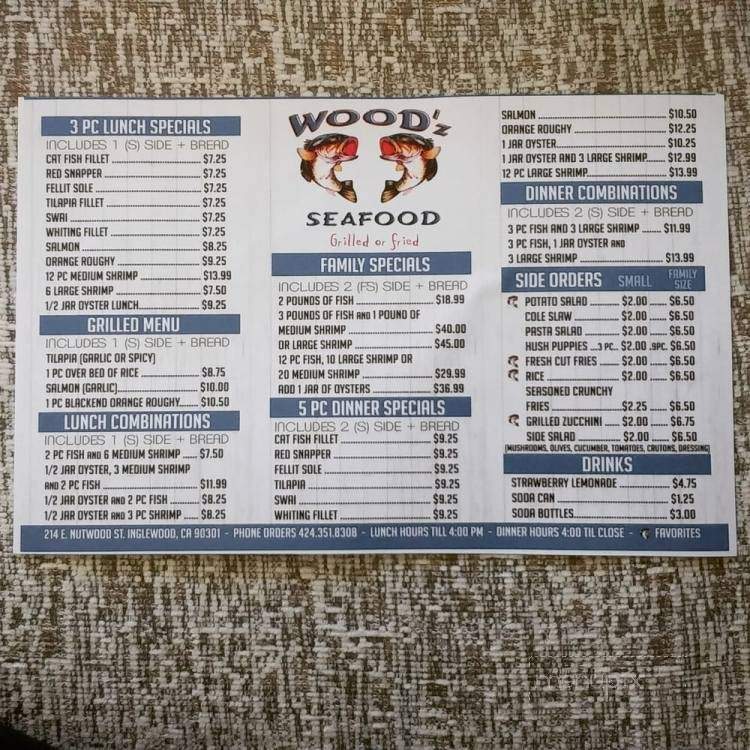 3 PC LUNCH SPECIALS
INCLUDES 1 (S) SIDE + BREAD
CAT FISH FILLET $7.25
RED SNAPPER $7.25
FELLIT SOLE $7.25
TILAPIA FILLET $7.25
SWAI $7.25
WHITING FILLET $7.25
SALMON $8.25
ORANGE ROUGHY $9.25
12 PC MEDIUM SHRIMP $13.99
6 LARGE SHRIMP $7.50
1/2 JAR OYSTER LUNCH $9.25
GRILLED MENU
INCLUDES 1 (S) SIDE + BREAD
TILAPIA (GARLIC OR SPICY)
1 PC OVER BED OF RICE $8.75
SALMON (GARLIC) $10.00
1 PC BLACKEND ORANGE ROUGHY $10.50
LUNCH COMBINATIONS
INCLUDES 1 (S) SIDE + BREAD
2 PC FISH AND 6 MEDIUM SHRIMP $7.50
1/2 JAR OYSTER, 3 MEDIUM SHRIMP
AND 2 PC FISH $11.99
1/2 JAR OYSTER AND 2 PC FISH $8.25
1/2 JAR OYSTER AND 3 PC SHRIMP $8.25
WOOD'z
SEAFOOD
Grilled or fried
FAMILY SPECIALS
INCLUDES 2 (FS) SIDE + BREAD
2 POUNDS OF FISH $18.99
3 POUNDS OF FISH AND 1 POUND OF
MEDIUM SHRIMP $40.00
OR LARGE SHRIMP $45.00
12 PC FISH, 10 LARGE SHRIMP OR
20 MEDIUM SHRIMP $29.99
ADD 1 JAR OF OYSTERS $36.99
5 PC DINNER SPECIALS
INCLUDES 2 (S) SIDE + BREAD
CAT FISH FILLET $9.25
RED SNAPPER $9.25
FELLIT SOLE $9.25
TILAPIA $9.25
SWAI $9.25
WHITING FILLET $9.25
SALMON $10.50
ORANGE ROUGHY $12.25
1 JAR OYSTER $10.25
1 JAR OYSTER AND 3 LARGE SHRIMP $12.99
12 PC LARGE SHRIMP $13.99
DINNER COMBINATIONS
INCLUDES 2 (S) SIDE + BREAD
3 PC FISH AND 3 LARGE SHRIMP $11.99
3 PC FISH, 1 JAR OYSTER AND
3 LARGE SHRIMP $13.99
SIDE ORDERS SMALL FAMILY SIZE
POTATO SALAD $2.00 $6.50
COLE SLAW $2.00 $6.50
PASTA SALAD $2.00 $6.50
HUSH PUPPIES ...3 PC.. $2.00 .9PC. $6.50
FRESH CUT FRIES $2.00 $6.50
RICE $2.00 $6.50
SEASONED CRUNCHY
FRIES $2.25 $6.50
GRILLED ZUCCHINI $2.00 $6.75
SIDE SALAD $2.00 $6.50
(MUSHROOMS, OLIVES, CUCUMBER, TOMATOES, CRUTONS, DRESSING)
DRINKS
STRAWBERRY LEMONADE $4.75
SODA CAN $1.25
SODA BOTTLES $3.00
214 E. NUTWOOD ST. INGLEWOOD, CA 90301 - PHONE ORDERS 424.351.8308 - LUNCH HOURS TILL 4:00 PM - DINNER HOURS 4:00 TIL CLOSE - FAVORITES